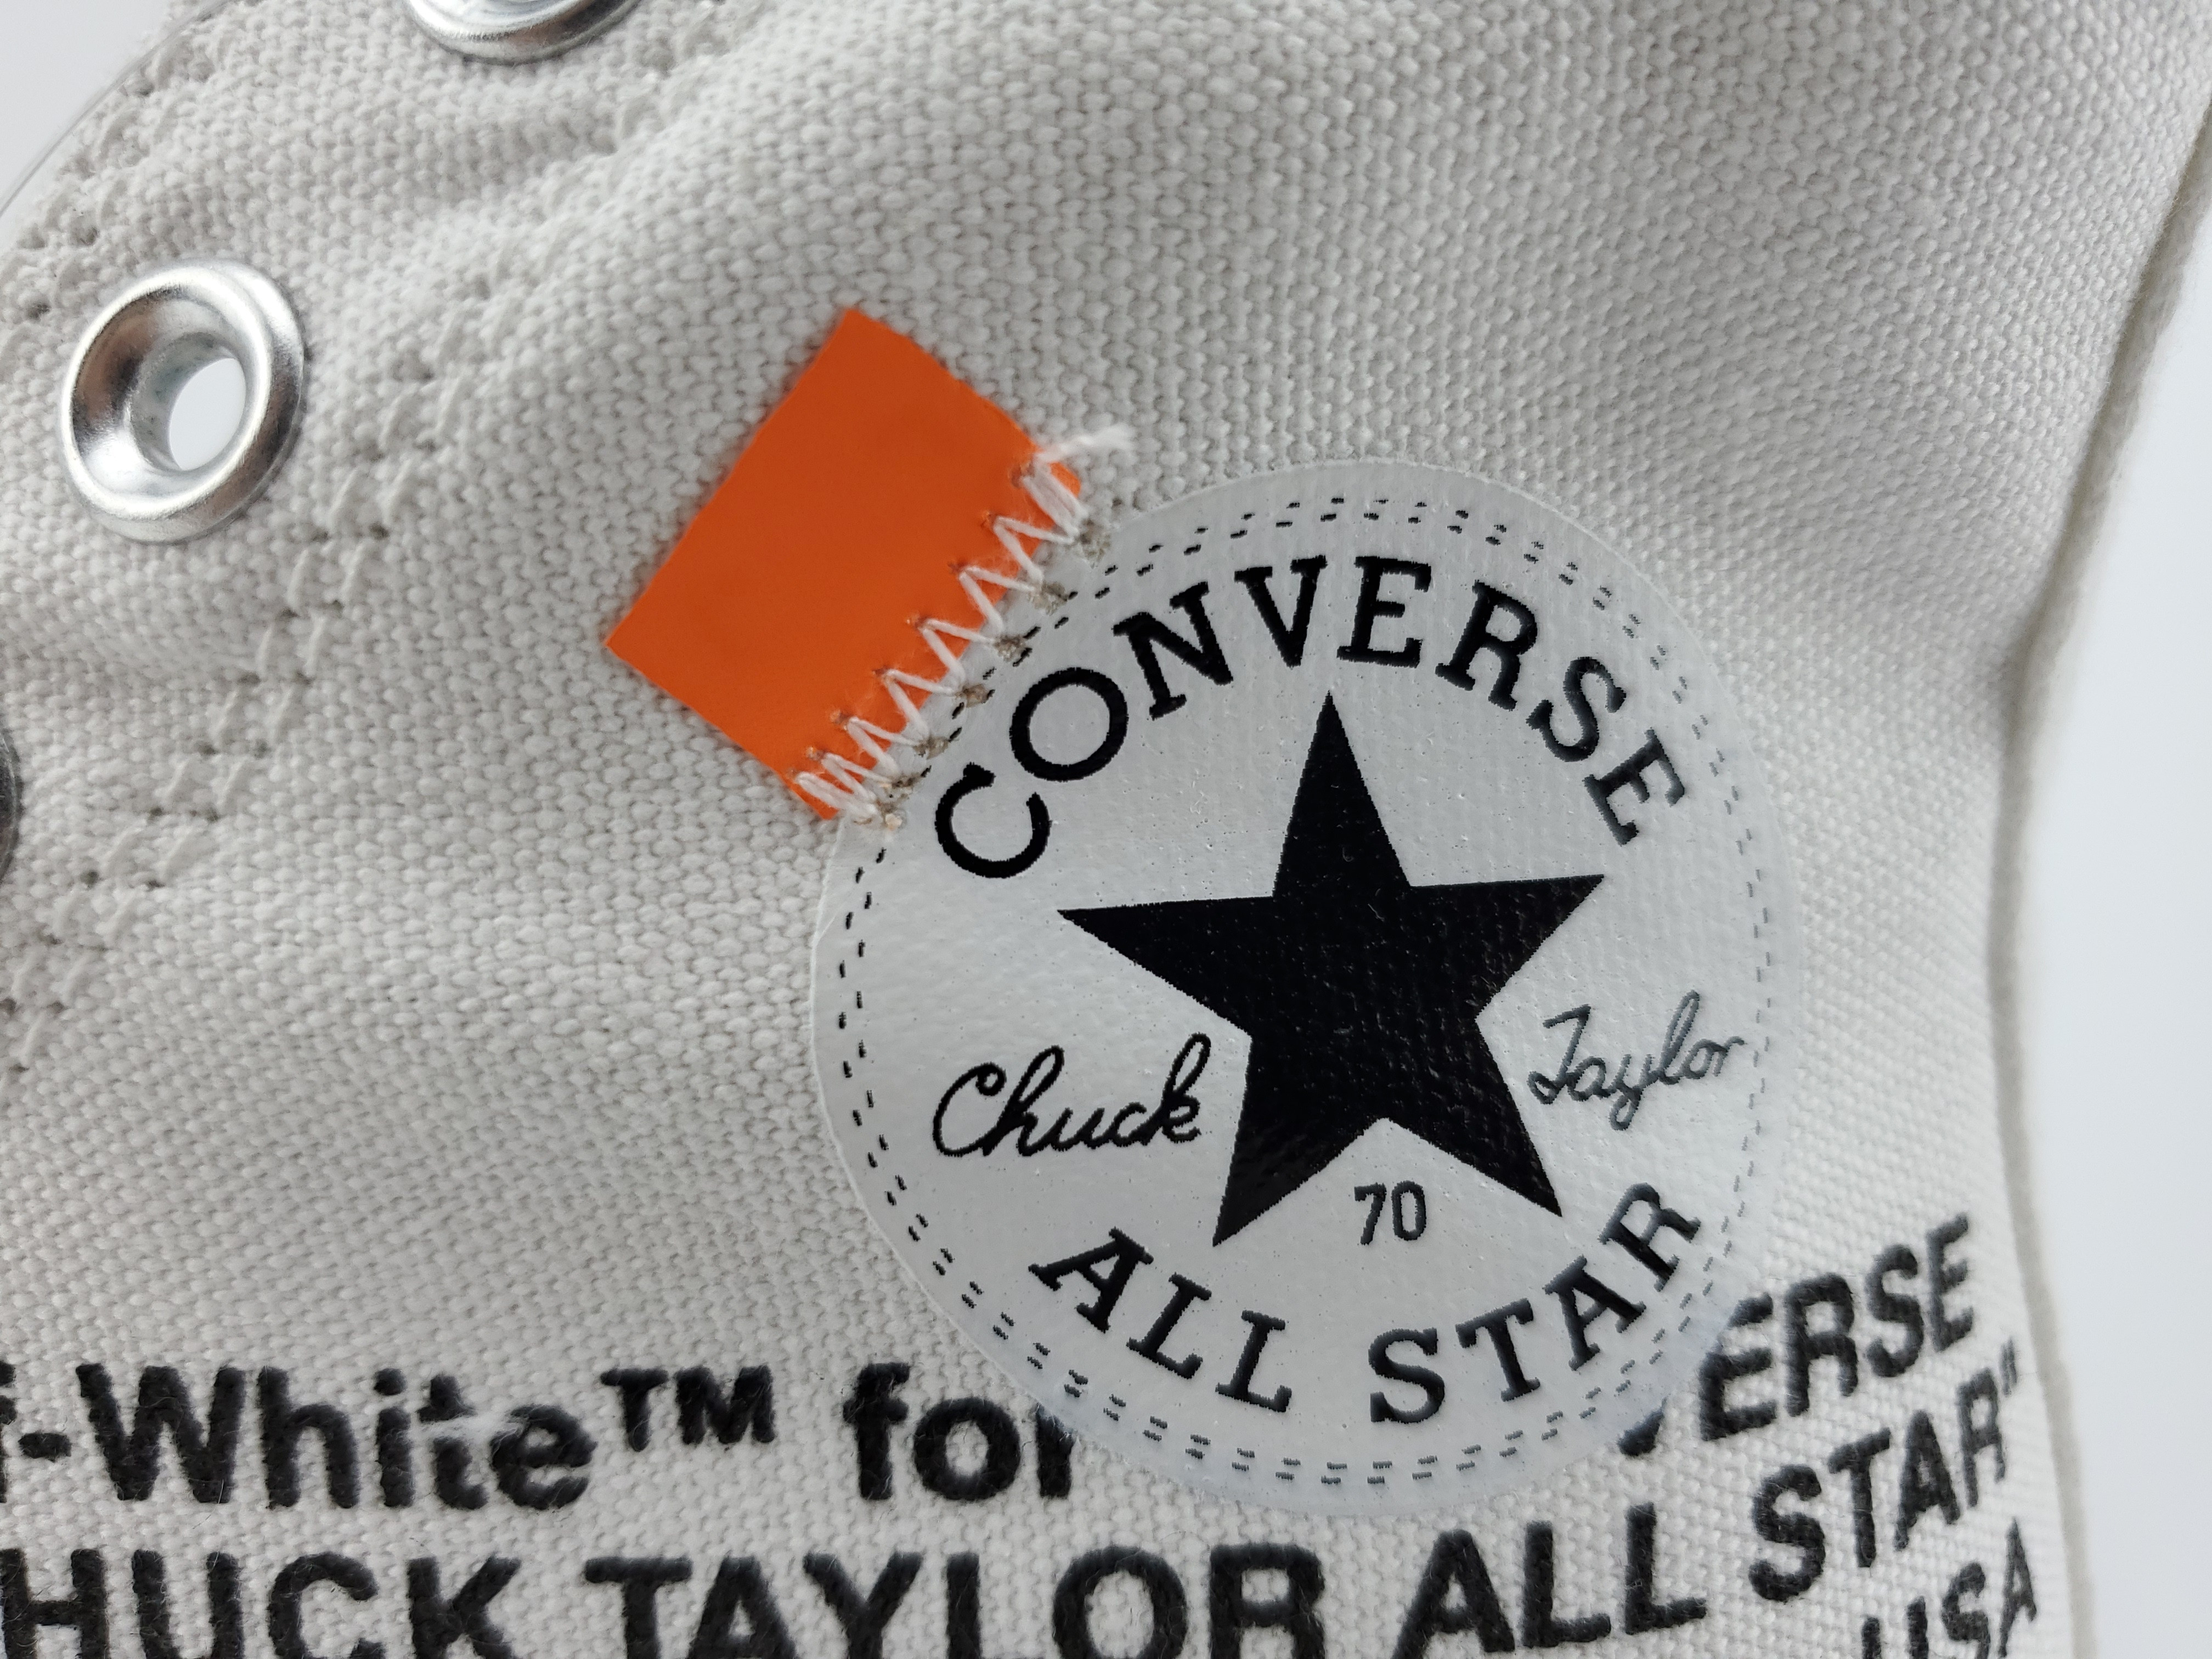 CONVERSE
Chuck Taylor
70
ALL STAR
-White™ for ERSE
HUCK TAYLOR ALL STAR"
USA